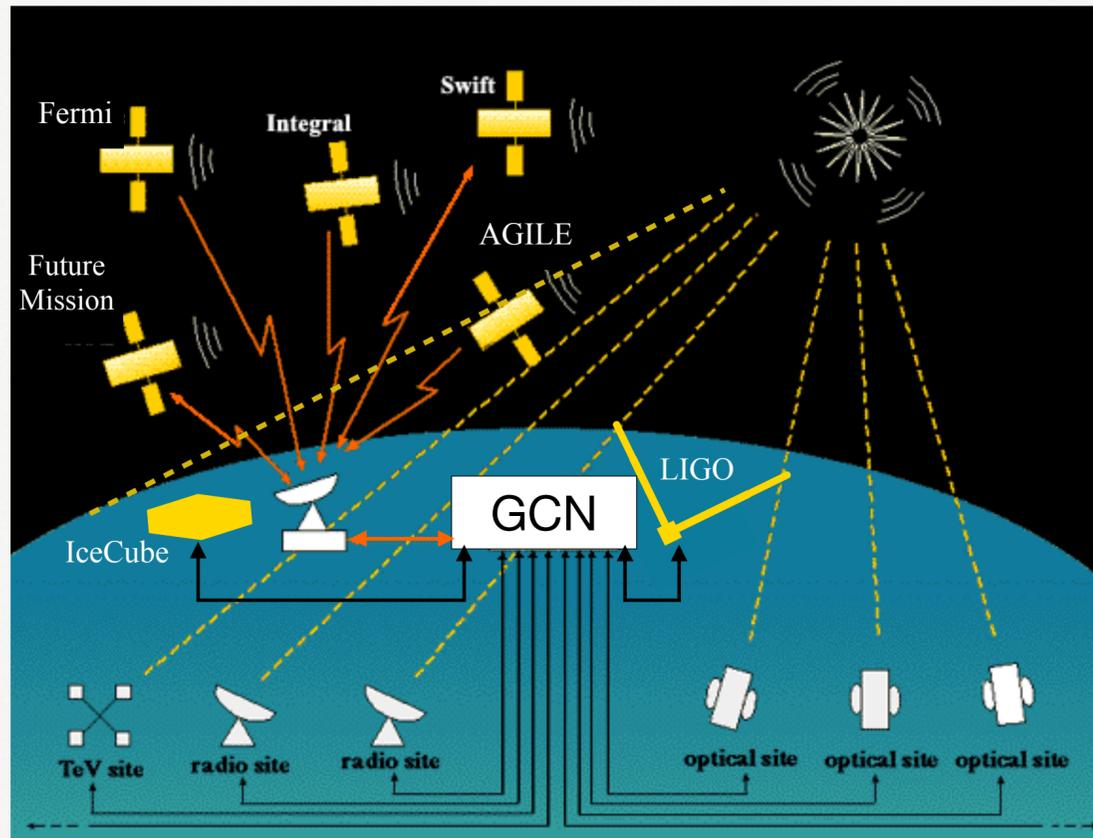 Swift
Fermi
Integral
AGILE
Future
Mission
LIGO
GCN
IceCube
TeV site
radio site
radio site
optical site
optical site
optical site